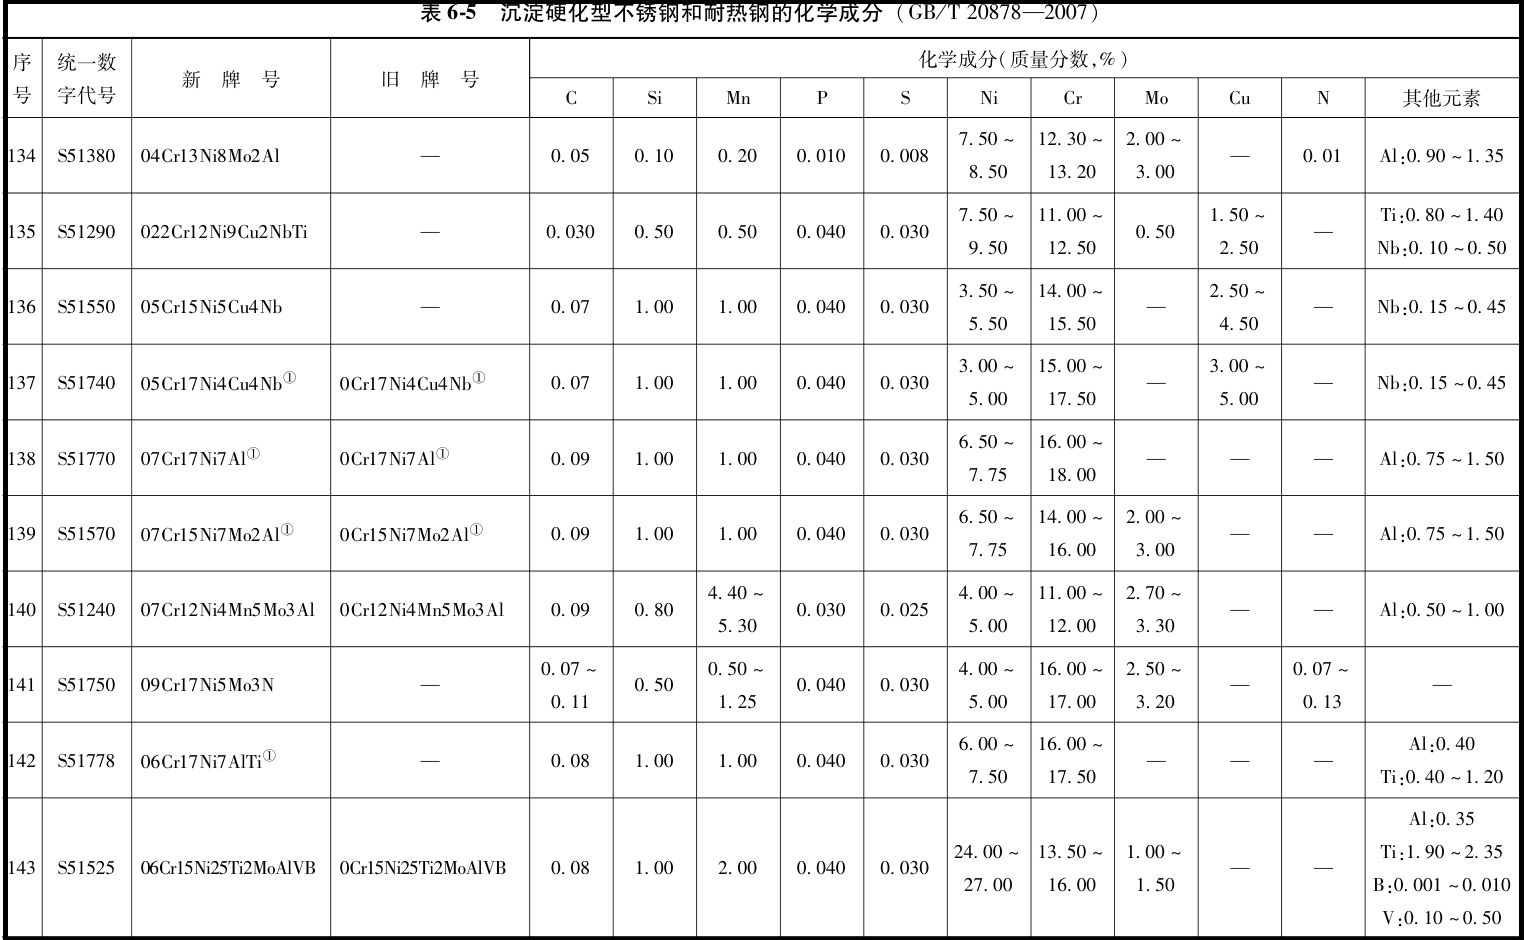 表 6-5 沉淀硬化型不锈钢和耐热钢的化学成分 (GB/T 20878—2007)
序号 统一数字代号 新 牌 号 旧 牌 号 化学成分(质量分数,%)
C Si Mn P S Ni Cr Mo Cu N 其他元素
134 S51380 04Cr13Ni8Mo2Al — 0.05 0.10 0.20 0.010 0.008 7.50~8.50 12.30~13.20 2.00~3.00 — 0.01 Al:0.90~1.35
135 S51290 022Cr12Ni9Cu2NbTi — 0.030 0.50 0.50 0.040 0.030 7.50~9.50 11.00~12.50 0.50 1.50~2.50 — Ti:0.80~1.40 Nb:0.10~0.50
136 S51550 05Cr15Ni5Cu4Nb — 0.07 1.00 1.00 0.040 0.030 3.50~5.50 14.00~15.50 — 2.50~4.50 — Nb:0.15~0.45
137 S51740 05Cr17Ni4Cu4Nb① 0Cr17Ni4Cu4Nb① 0.07 1.00 1.00 0.040 0.030 3.00~5.00 15.00~17.50 — 3.00~5.00 — Nb:0.15~0.45
138 S51770 07Cr17Ni7Al① 0Cr17Ni7Al① 0.09 1.00 1.00 0.040 0.030 6.50~7.75 16.00~18.00 — — — Al:0.75~1.50
139 S51570 07Cr15Ni7Mo2Al① 0Cr15Ni7Mo2Al① 0.09 1.00 1.00 0.040 0.030 6.50~7.75 14.00~16.00 2.00~3.00 — — Al:0.75~1.50
140 S51240 07Cr12Ni4Mn5Mo3Al 0Cr12Ni4Mn5Mo3Al 0.09 0.80 4.40~5.30 0.030 0.025 4.00~5.00 11.00~12.00 2.70~3.30 — — Al:0.50~1.00
141 S51750 09Cr17Ni5Mo3N — 0.07~0.11 0.50 0.50~1.25 0.040 0.030 4.00~5.00 16.00~17.00 2.50~3.20 — 0.07~0.13 —
142 S51778 06Cr17Ni7AlTi① — 0.08 1.00 1.00 0.040 0.030 6.00~7.50 16.00~17.50 — — — Al:0.40 Ti:0.40~1.20
143 S51525 06Cr15Ni25Ti2MoAlVB 0Cr15Ni25Ti2MoAlVB 0.08 1.00 2.00 0.040 0.030 24.00~27.00 13.50~16.00 1.00~1.50 — — Al:0.35 Ti:1.90~2.35 B:0.001~0.010 V:0.10~0.50